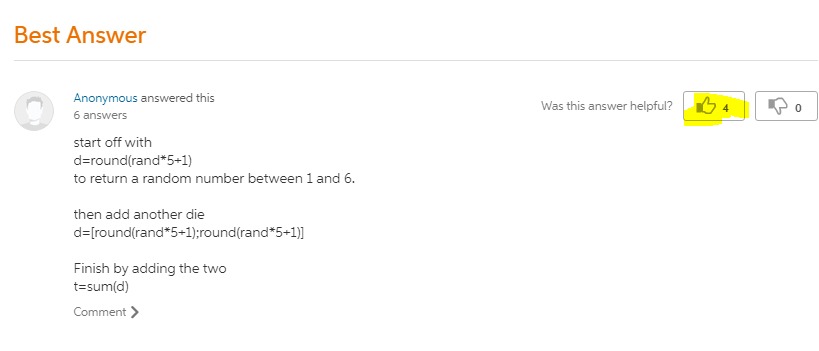 Best Answer
Anonymous answered this
6 answers
Was this answer helpful?
4
0
start off with
d=round(rand*5+1)
to return a random number between 1 and 6.
then add another die
d=[round(rand*5+1);round(rand*5+1)]
Finish by adding the two
t=sum(d)
Comment